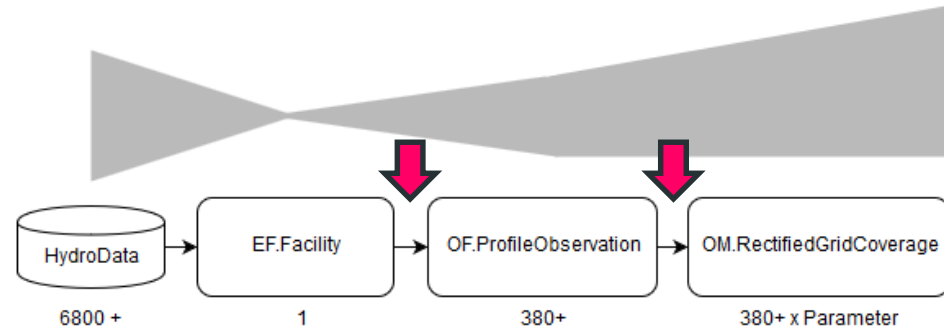 HydroData
EF.Facility
OF.ProfileObservation
OM.RectifiedGridCoverage
6800 +
1
380+
380+ x Parameter